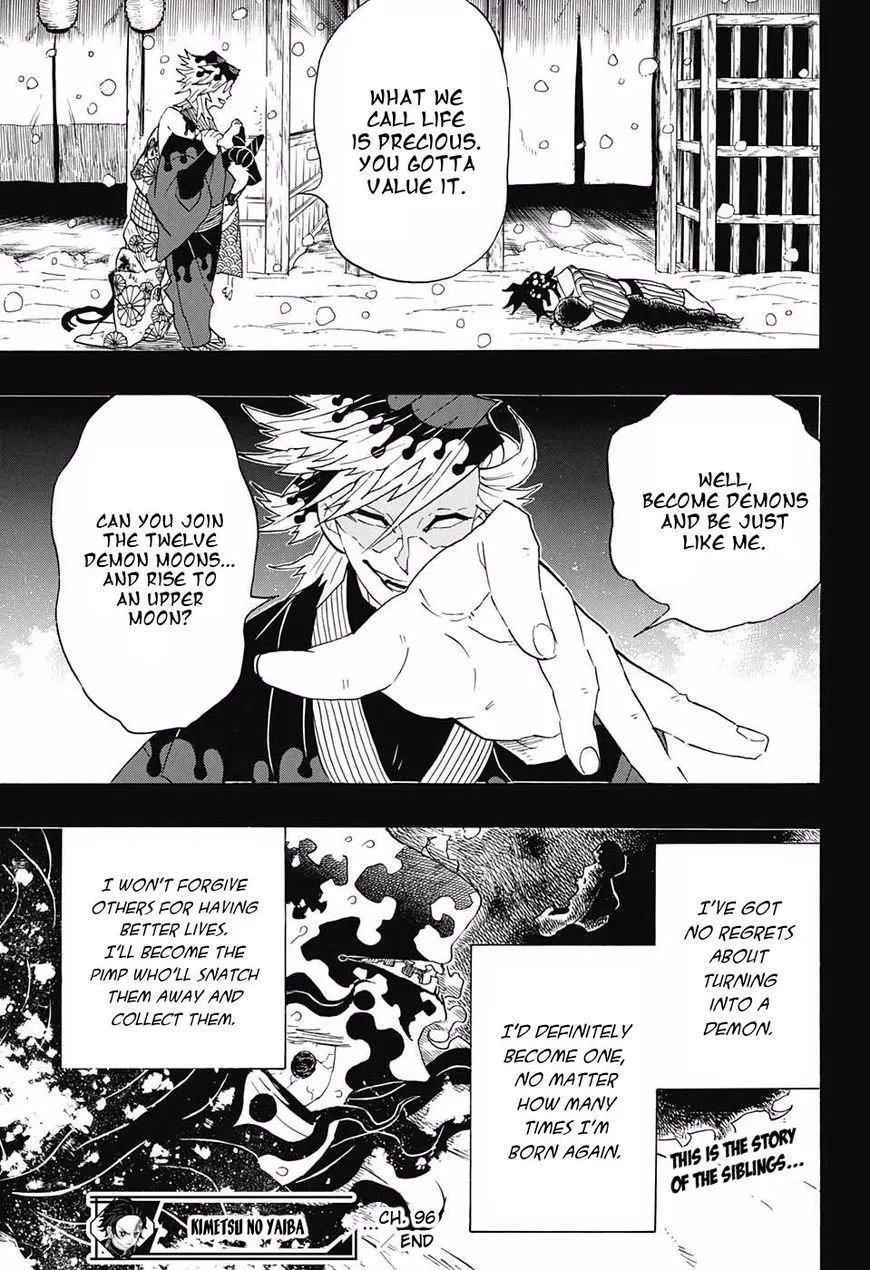 WHAT WE
CALL LIFE
IS PRECIOUS.
YOU GOTTA
VALUE IT.
WELL,
BECOME DEMONS
AND BE JUST
LIKE ME.
CAN YOU JOIN
THE TWELVE
DEMON MOONS...
AND RISE TO
AN UPPER
MOON?
I'VE GOT
NO REGRETS
ABOUT
TURNING
INTO A
DEMON.
I'D DEFINITELY
BECOME ONE,
NO MATTER
HOW MANY
TIMES I'M
BORN AGAIN.
I WON'T FORGIVE
OTHERS FOR HAVING
BETTER LIVES.
I'LL BECOME THE
PIMP WHO'LL SNATCH
THEM AWAY AND
COLLECT THEM.
THIS IS THE STORY
OF THE SIBLINGS...
KIMETSU NO YAIBA
... CH. 96
END